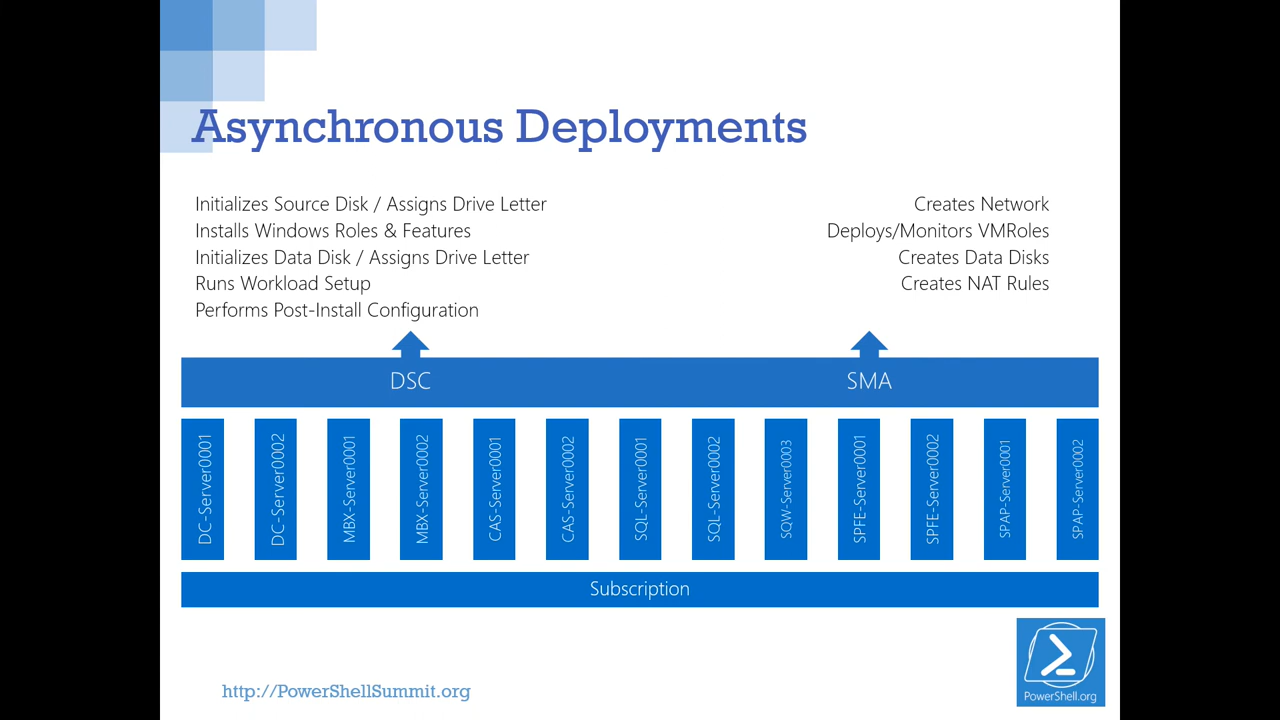 Asynchronous Deployments
Initializes Source Disk / Assigns Drive Letter
Installs Windows Roles & Features
Initializes Data Disk / Assigns Drive Letter
Runs Workload Setup
Performs Post-Install Configuration
Creates Network
Deploys/Monitors VMRoles
Creates Data Disks
Creates NAT Rules
DSC
SMA
DC-Server0001
DC-Server0002
MBX-Server0001
MBX-Server0002
CAS-Server0001
CAS-Server0002
SQL-Server0001
SQL-Server0002
SQW-Server0003
SPFE-Server0001
SPFE-Server0002
SPAP-Server0001
SPAP-Server0002
Subscription
http://PowerShellSummit.org
PowerShell.org